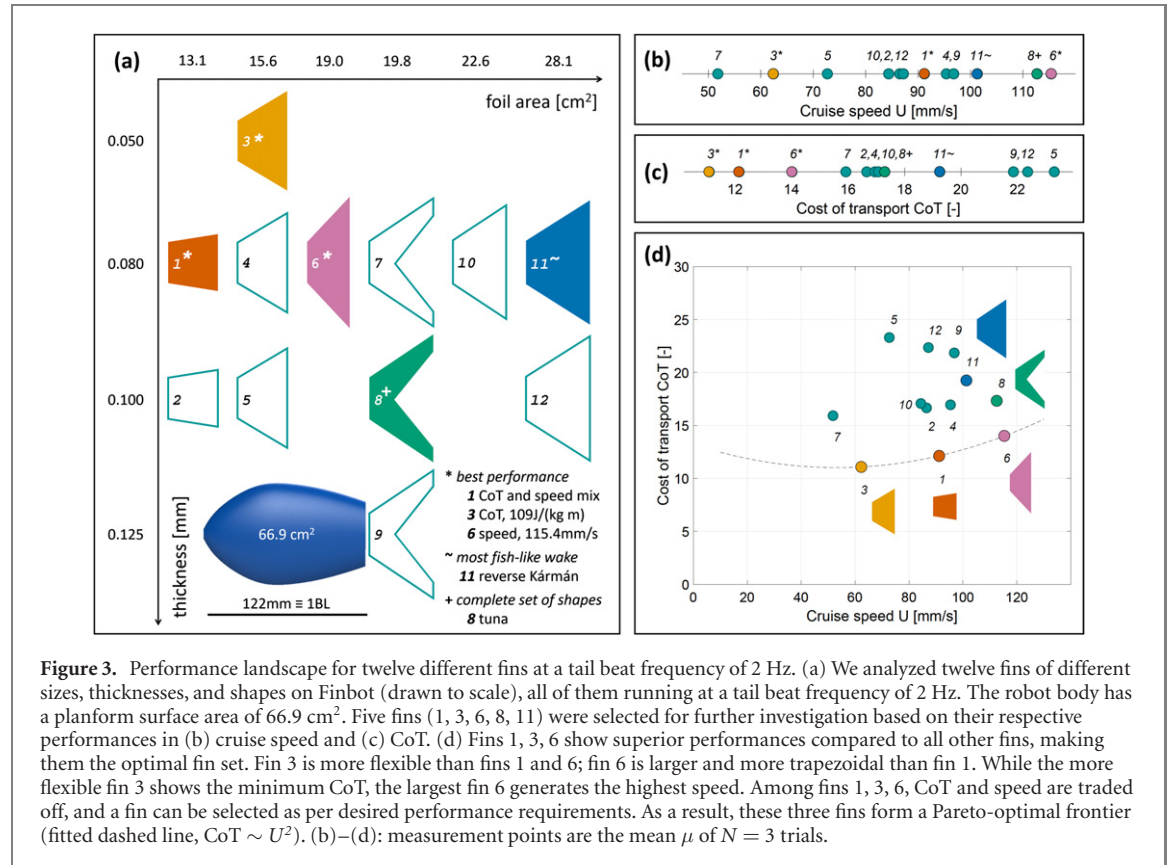 (a)
13.1 15.6 19.0 19.8 22.6 28.1
foil area [cm²]
0.050
3*
0.080
1* 4 6* 7 10 11~
0.100
2 5 8+ 12
0.125
66.9 cm²
9
122mm ≡ 1BL
thickness [mm]
* best performance
1 CoT and speed mix
3 CoT, 109J/(kg m)
6 speed, 115.4mm/s
~ most fish-like wake
11 reverse Kármán
+ complete set of shapes
8 tuna
(b)
7 3* 5 10,2,12 1* 4,9 11~ 8+ 6*
50 60 70 80 90 100 110
Cruise speed U [mm/s]
(c)
3* 1* 6* 7 2,4,10,8+ 11~ 9,12 5
12 14 16 18 20 22
Cost of transport CoT [-]
(d)
30
25
20
15
10
5
0
Cost of transport CoT [-]
5 12 9
11
8
10
7 2 4
6
3 1
0 20 40 60 80 100 120
Cruise speed U [mm/s]
Figure 3. Performance landscape for twelve different fins at a tail beat frequency of 2 Hz. (a) We analyzed twelve fins of different
sizes, thicknesses, and shapes on Finbot (drawn to scale), all of them running at a tail beat frequency of 2 Hz. The robot body has
a planform surface area of 66.9 cm². Five fins (1, 3, 6, 8, 11) were selected for further investigation based on their respective
performances in (b) cruise speed and (c) CoT. (d) Fins 1, 3, 6 show superior performances compared to all other fins, making
them the optimal fin set. Fin 3 is more flexible than fins 1 and 6; fin 6 is larger and more trapezoidal than fin 1. While the more
flexible fin 3 shows the minimum CoT, the largest fin 6 generates the highest speed. Among fins 1, 3, 6, CoT and speed are traded
off, and a fin can be selected as per desired performance requirements. As a result, these three fins form a Pareto-optimal frontier
(fitted dashed line, CoT ∼ U²). (b)–(d): measurement points are the mean μ of N = 3 trials.